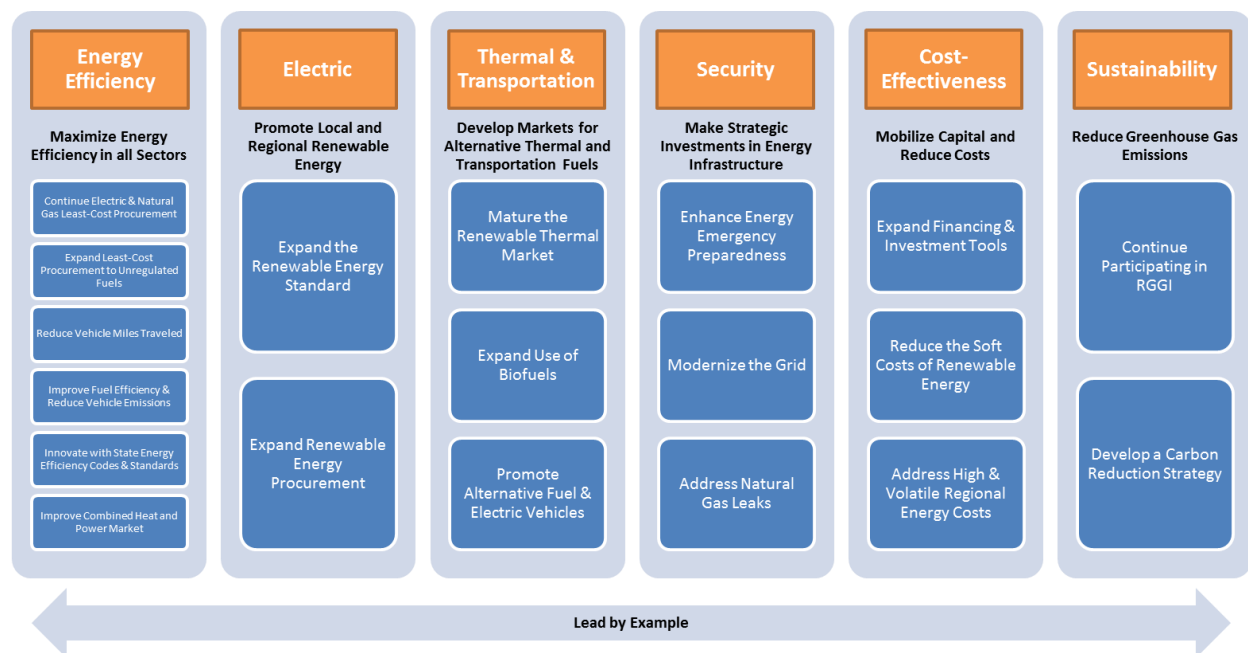 Energy
Efficiency
Maximize Energy
Efficiency in all Sectors
Continue Electric & Natural
Gas Least-Cost Procurement
Expand Least-Cost
Procurement to Unregulated
Fuels
Reduce Vehicle Miles Traveled
Improve Fuel Efficiency &
Reduce Vehicle Emissions
Innovate with State Energy
Efficiency Codes & Standards
Improve Combined Heat and
Power Market
Electric
Promote Local and
Regional Renewable
Energy
Expand the
Renewable Energy
Standard
Expand Renewable
Energy
Procurement
Thermal &
Transportation
Develop Markets for
Alternative Thermal and
Transportation Fuels
Mature the
Renewable Thermal
Market
Expand Use of
Biofuels
Promote
Alternative Fuel &
Electric Vehicles
Security
Make Strategic
Investments in Energy
Infrastructure
Enhance Energy
Emergency
Preparedness
Modernize the Grid
Address Natural
Gas Leaks
Cost-
Effectiveness
Mobilize Capital and
Reduce Costs
Expand Financing &
Investment Tools
Reduce the Soft
Costs of Renewable
Energy
Address High &
Volatile Regional
Energy Costs
Sustainability
Reduce Greenhouse Gas
Emissions
Continue
Participating in
RGGI
Develop a Carbon
Reduction Strategy
Lead by Example